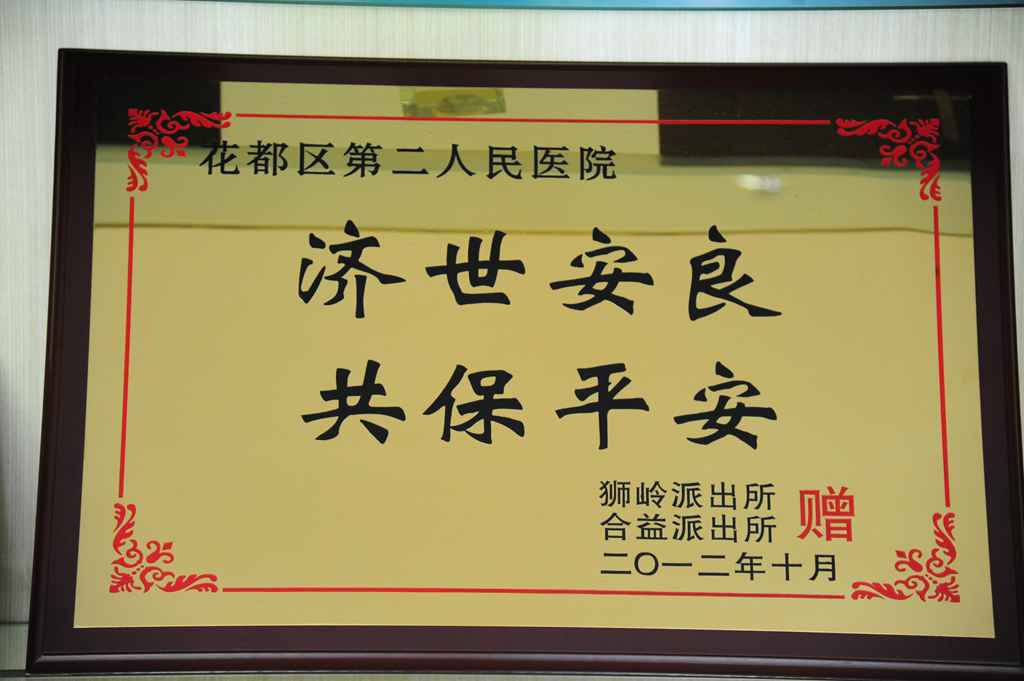 花都区第二人民医院
济世安良
共保平安
狮岭派出所
合益派出所
赠
二〇一二年十月